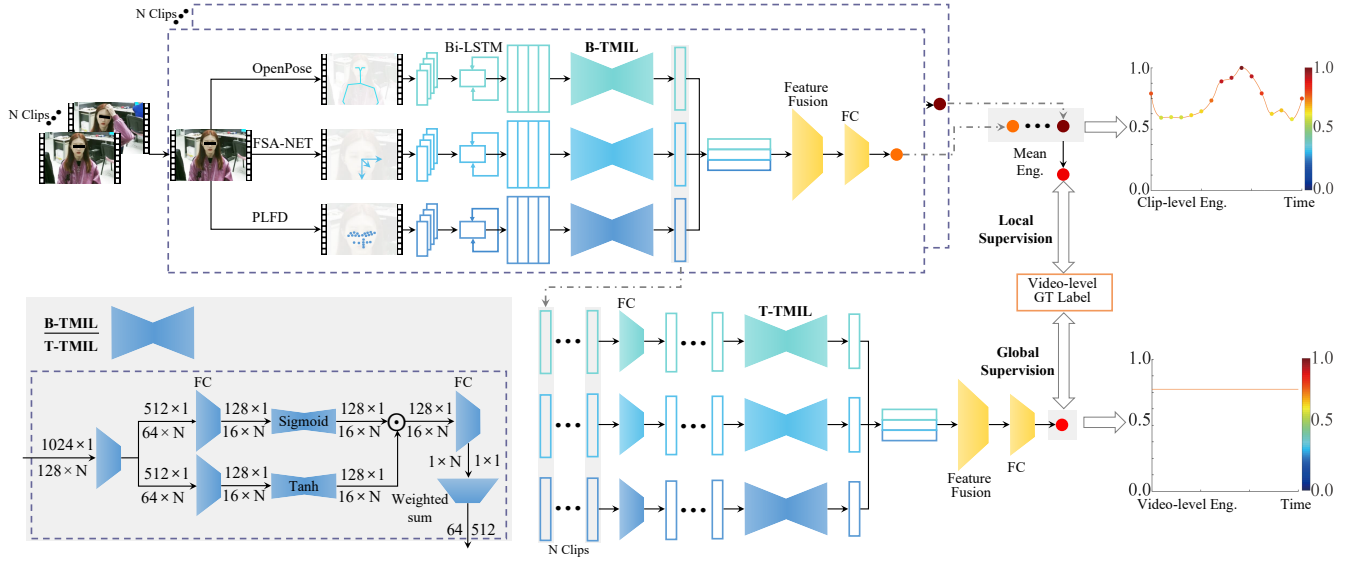 N Clips
N Clips
OpenPose
Bi-LSTM
B-TMIL
FSA-NET
PLFD
Feature
Fusion
FC
Mean
Eng.
1.0
0.5
0.0
Clip-level Eng.
Time
1.0
0.5
0.0
Local
Supervision
Video-level
GT Label
Global
Supervision
B-TMIL
T-TMIL
FC
FC
512×1
64×N
128×1
16×N
Sigmoid
128×1
16×N
128×1
16×N
1024×1
128×N
512×1
64×N
128×1
16×N
Tanh
128×1
16×N
1×N
1×1
Weighted
sum
64
512
FC
T-TMIL
N Clips
Feature
Fusion
FC
1.0
0.5
0.0
Video-level Eng.
Time
1.0
0.5
0.0